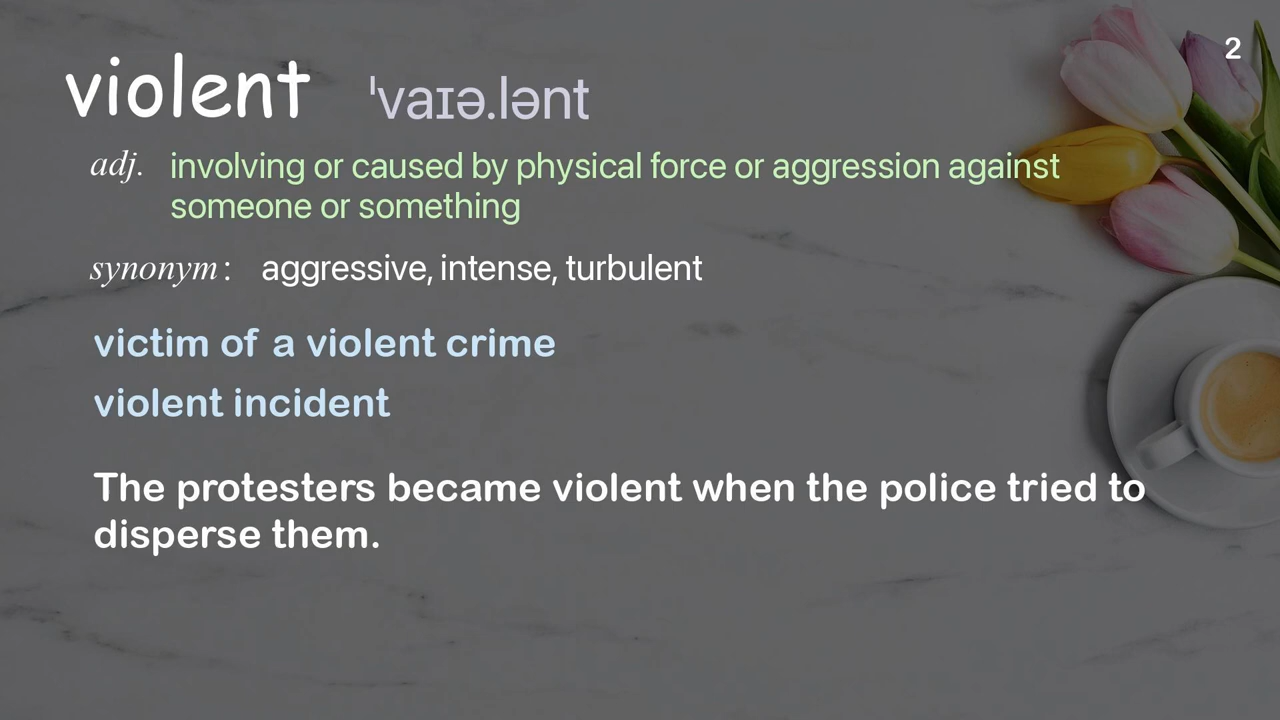 2
violent ˈvaɪə.lənt
adj. involving or caused by physical force or aggression against
someone or something
synonym: aggressive, intense, turbulent
victim of a violent crime
violent incident
The protesters became violent when the police tried to
disperse them.